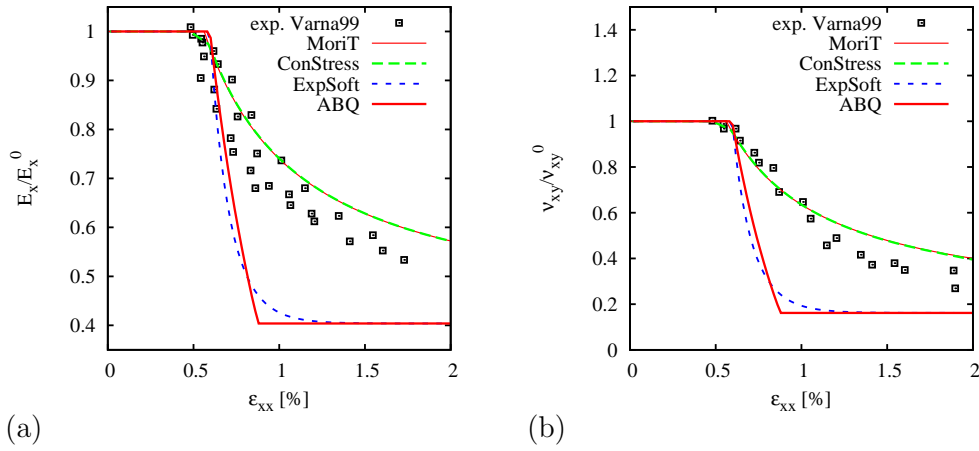 exp. Varna99
MoriT
ConStress
ExpSoft
ABQ
1
0.9
0.8
0.7
0.6
0.5
0.4
E_x/E_x^0
0
0.5
1
1.5
2
ε_xx [%]
(a)
exp. Varna99
MoriT
ConStress
ExpSoft
ABQ
1.4
1.2
1
0.8
0.6
0.4
0.2
0
ν_xy/ν_xy^0
0
0.5
1
1.5
2
ε_xx [%]
(b)